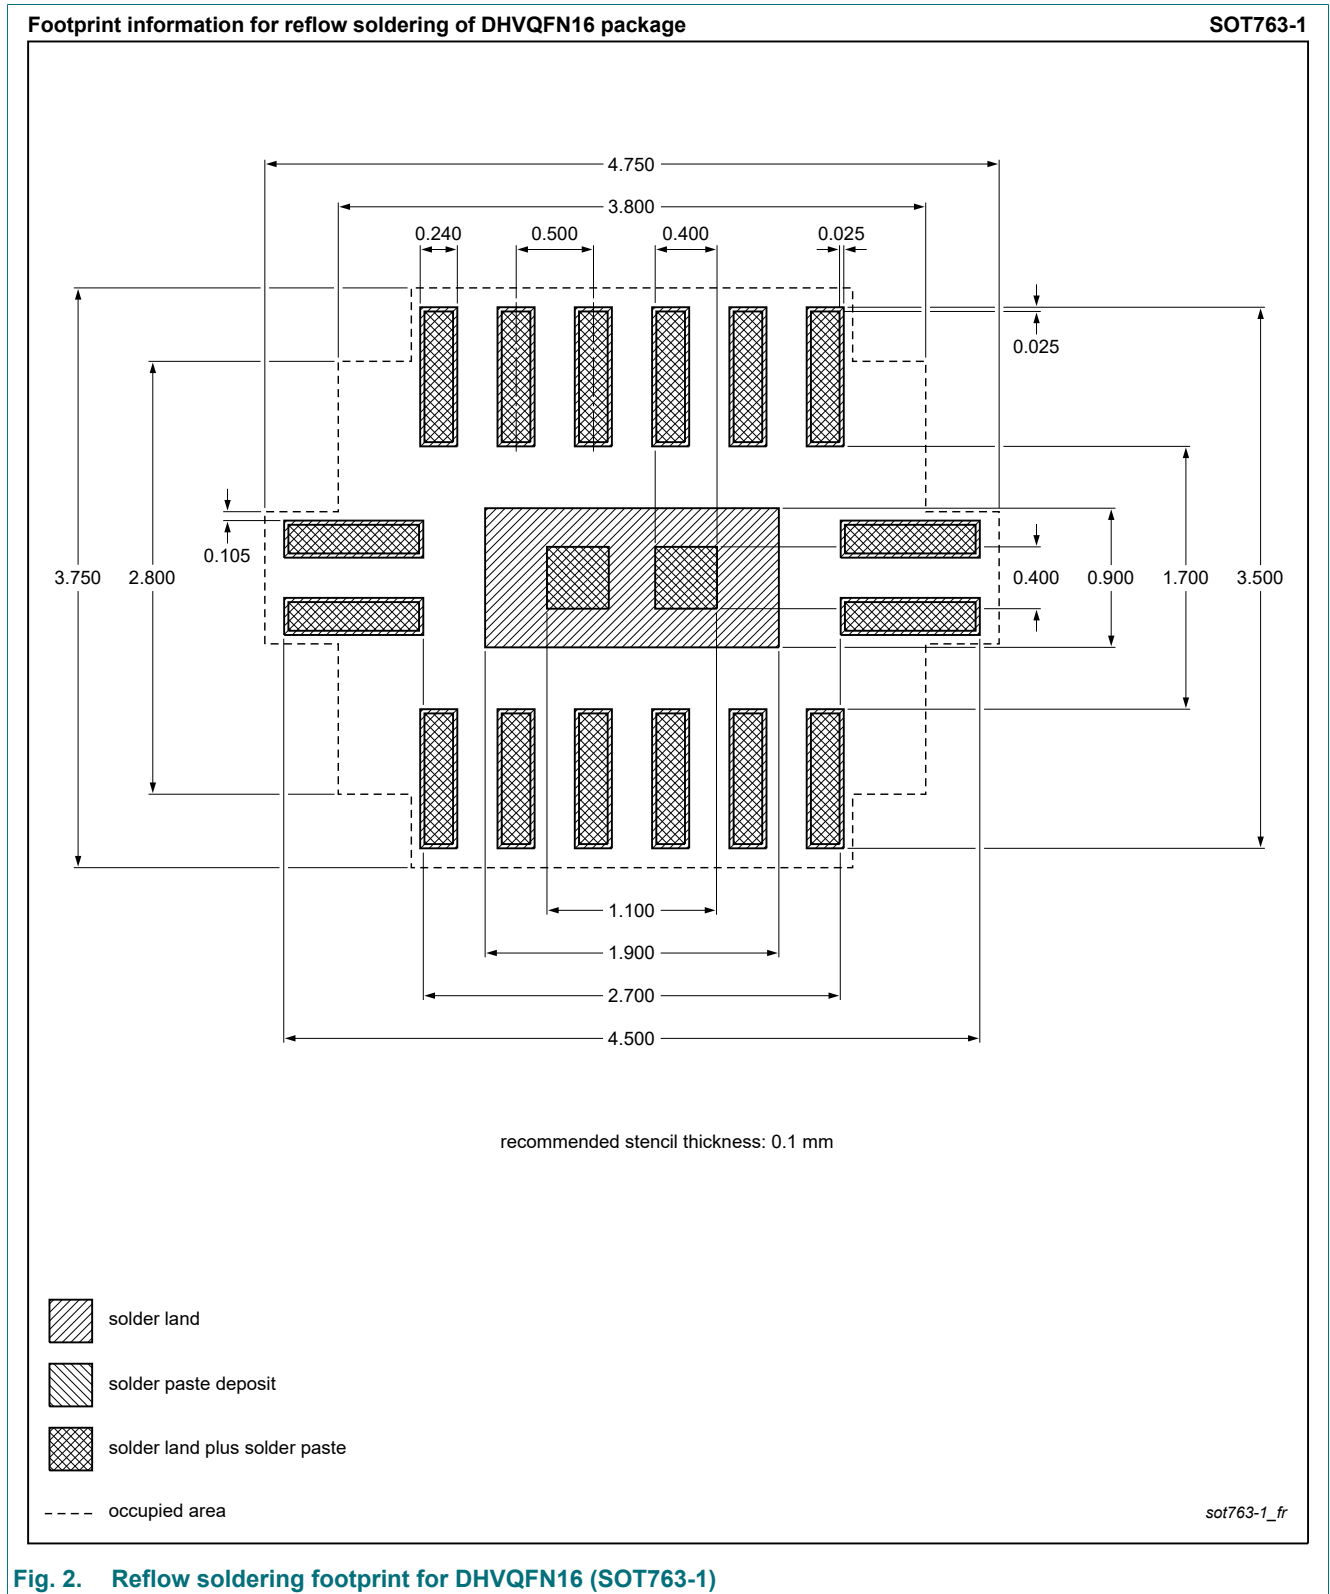 Footprint information for reflow soldering of DHVQFN16 package SOT763-1
4.750
3.800
0.240 0.500 0.400 0.025
0.025
0.105
3.750 2.800 0.400 0.900 1.700 3.500
1.100
1.900
2.700
4.500
recommended stencil thickness: 0.1 mm
solder land
solder paste deposit
solder land plus solder paste
occupied area
sot763-1_fr
Fig. 2. Reflow soldering footprint for DHVQFN16 (SOT763-1)